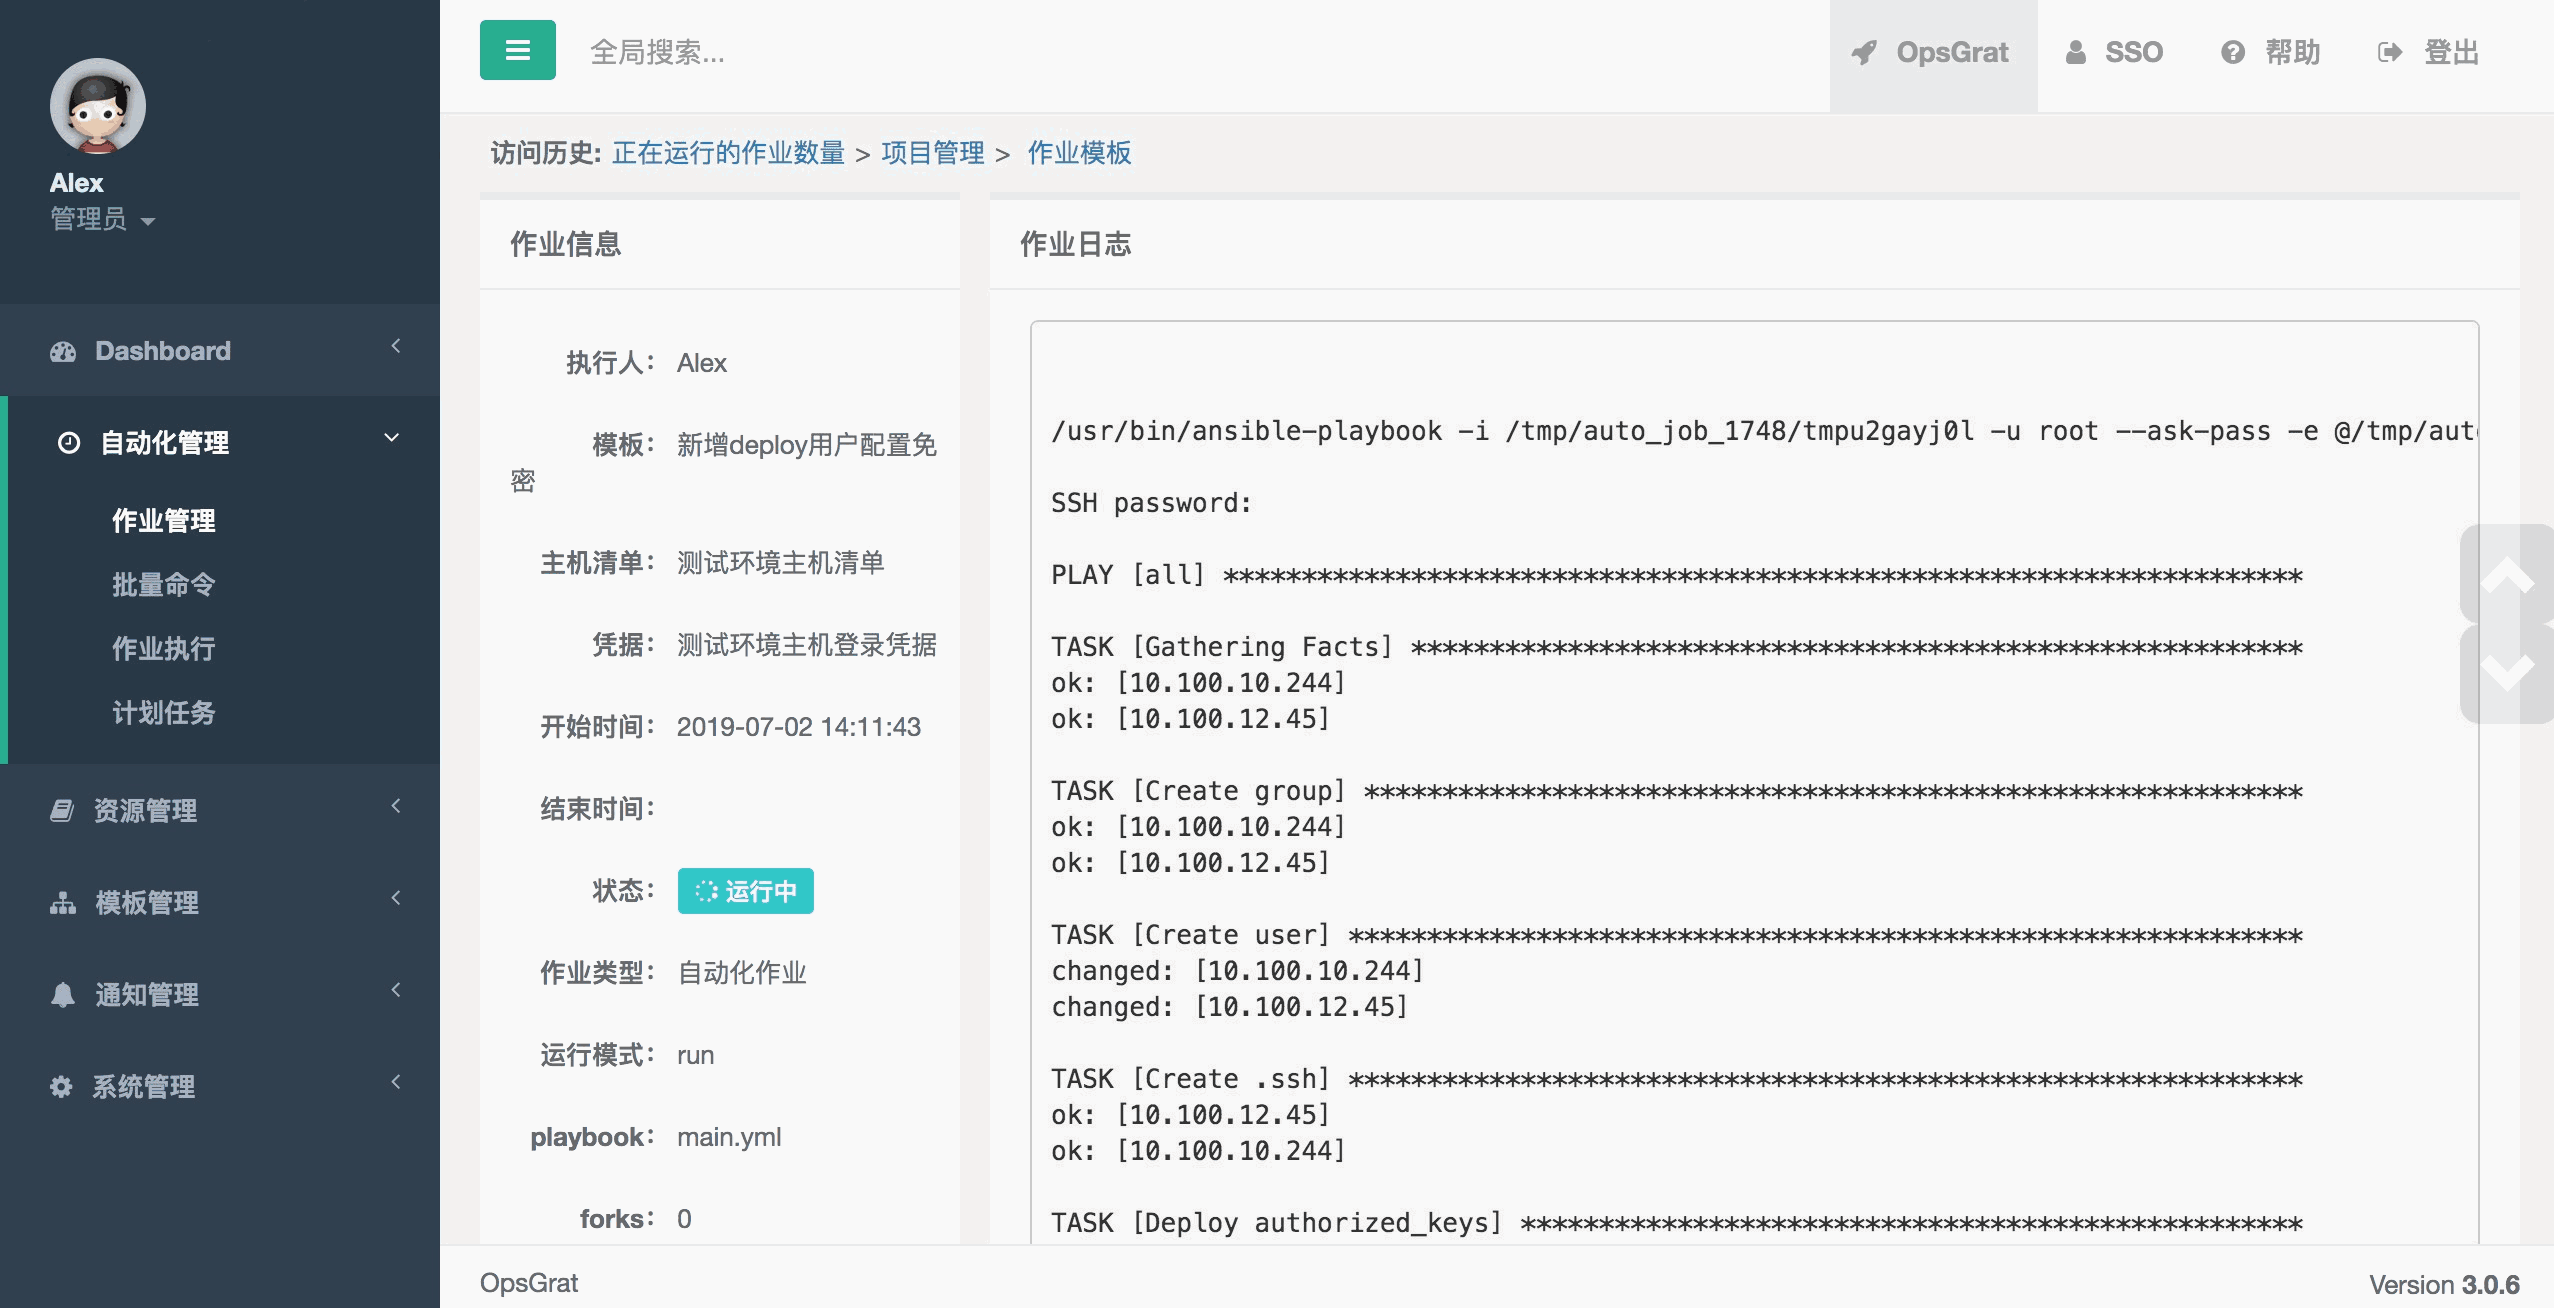 Alex
管理员
Dashboard
自动化管理
作业管理
批量命令
作业执行
计划任务
资源管理
模板管理
通知管理
系统管理
全局搜索...
OpsGrat
SSO
帮助
登出
访问历史: 正在运行的作业数量 > 项目管理 > 作业模板
作业信息
执行人: Alex
模板: 新增deploy用户配置免
密
主机清单: 测试环境主机清单
凭据: 测试环境主机登录凭据
开始时间: 2019-07-02 14:11:43
结束时间:
状态: 运行中
作业类型: 自动化作业
运行模式: run
playbook: main.yml
forks: 0
作业日志
/usr/bin/ansible-playbook -i /tmp/auto_job_1748/tmpu2gayj0l -u root --ask-pass -e @/tmp/aut
SSH password:
PLAY [all] *********************************************************************
TASK [Gathering Facts] *********************************************************
ok: [10.100.10.244]
ok: [10.100.12.45]
TASK [Create group] ************************************************************
ok: [10.100.10.244]
ok: [10.100.12.45]
TASK [Create user] *************************************************************
changed: [10.100.10.244]
changed: [10.100.12.45]
TASK [Create .ssh] *************************************************************
ok: [10.100.12.45]
ok: [10.100.10.244]
TASK [Deploy authorized_keys] **************************************************
OpsGrat
Version 3.0.6